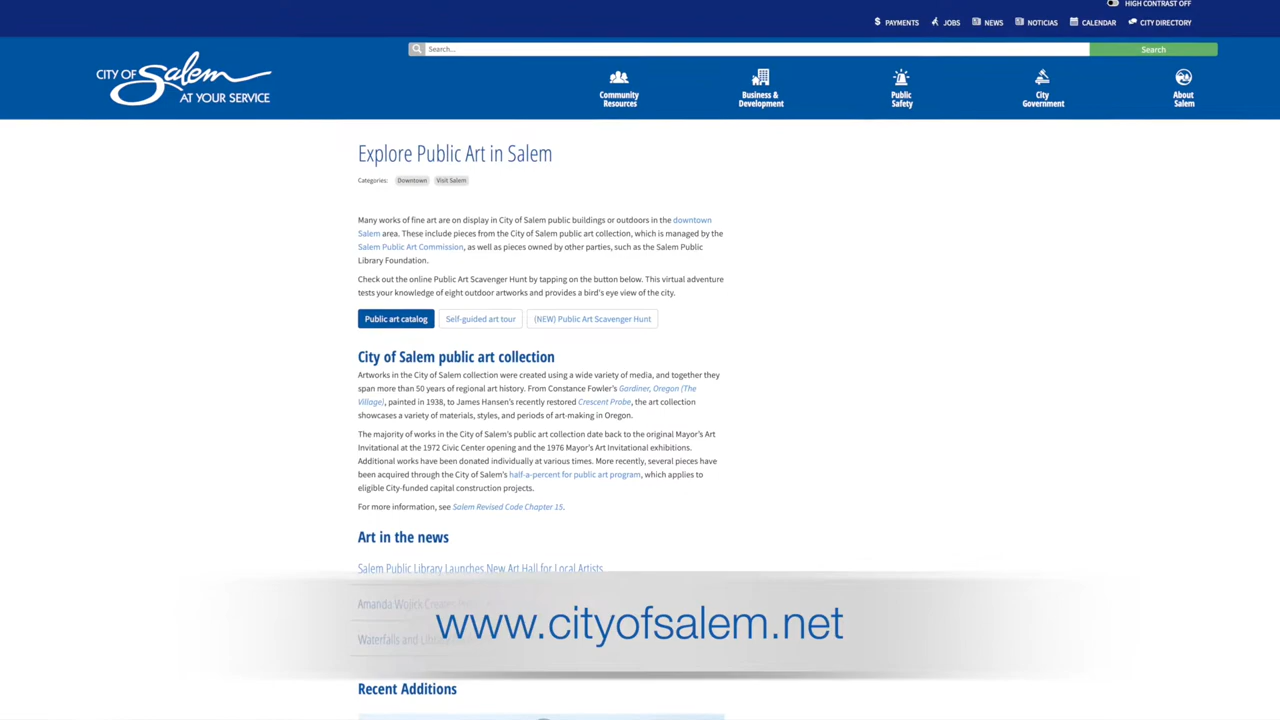 HIGH CONTRAST OFF
PAYMENTS JOBS NEWS NOTICIAS CALENDAR CITY DIRECTORY
Search... Search
CITY OF Salem
AT YOUR SERVICE
Community Resources
Business & Development
Public Safety
City Government
About Salem
Explore Public Art in Salem
Categories: Downtown Visit Salem
Many works of fine art are on display in City of Salem public buildings or outdoors in the downtown
Salem area. These include pieces from the City of Salem public art collection, which is managed by the
Salem Public Art Commission, as well as pieces owned by other parties, such as the Salem Public
Library Foundation.
Check out the online Public Art Scavenger Hunt by tapping on the button below. This virtual adventure
tests your knowledge of eight outdoor artworks and provides a bird's eye view of the city.
Public art catalog Self-guided art tour (NEW) Public Art Scavenger Hunt
City of Salem public art collection
Artworks in the City of Salem collection were created using a wide variety of media, and together they
span more than 50 years of regional art history. From Constance Fowler's Gardiner, Oregon (The
Village), painted in 1938, to James Hansen's recently restored Crescent Probe, the art collection
showcases a variety of materials, styles, and periods of art-making in Oregon.
The majority of works in the City of Salem's public art collection date back to the original Mayor's Art
Invitational at the 1972 Civic Center opening and the 1976 Mayor's Art Invitational exhibitions.
Additional works have been donated individually at various times. More recently, several pieces have
been acquired through the City of Salem's half-a-percent for public art program, which applies to
eligible City-funded capital construction projects.
For more information, see Salem Revised Code Chapter 15.
Art in the news
Salem Public Library Launches New Art Hall for Local Artists
Amanda Wojick
Waterfalls and
www.cityofsalem.net
Recent Additions